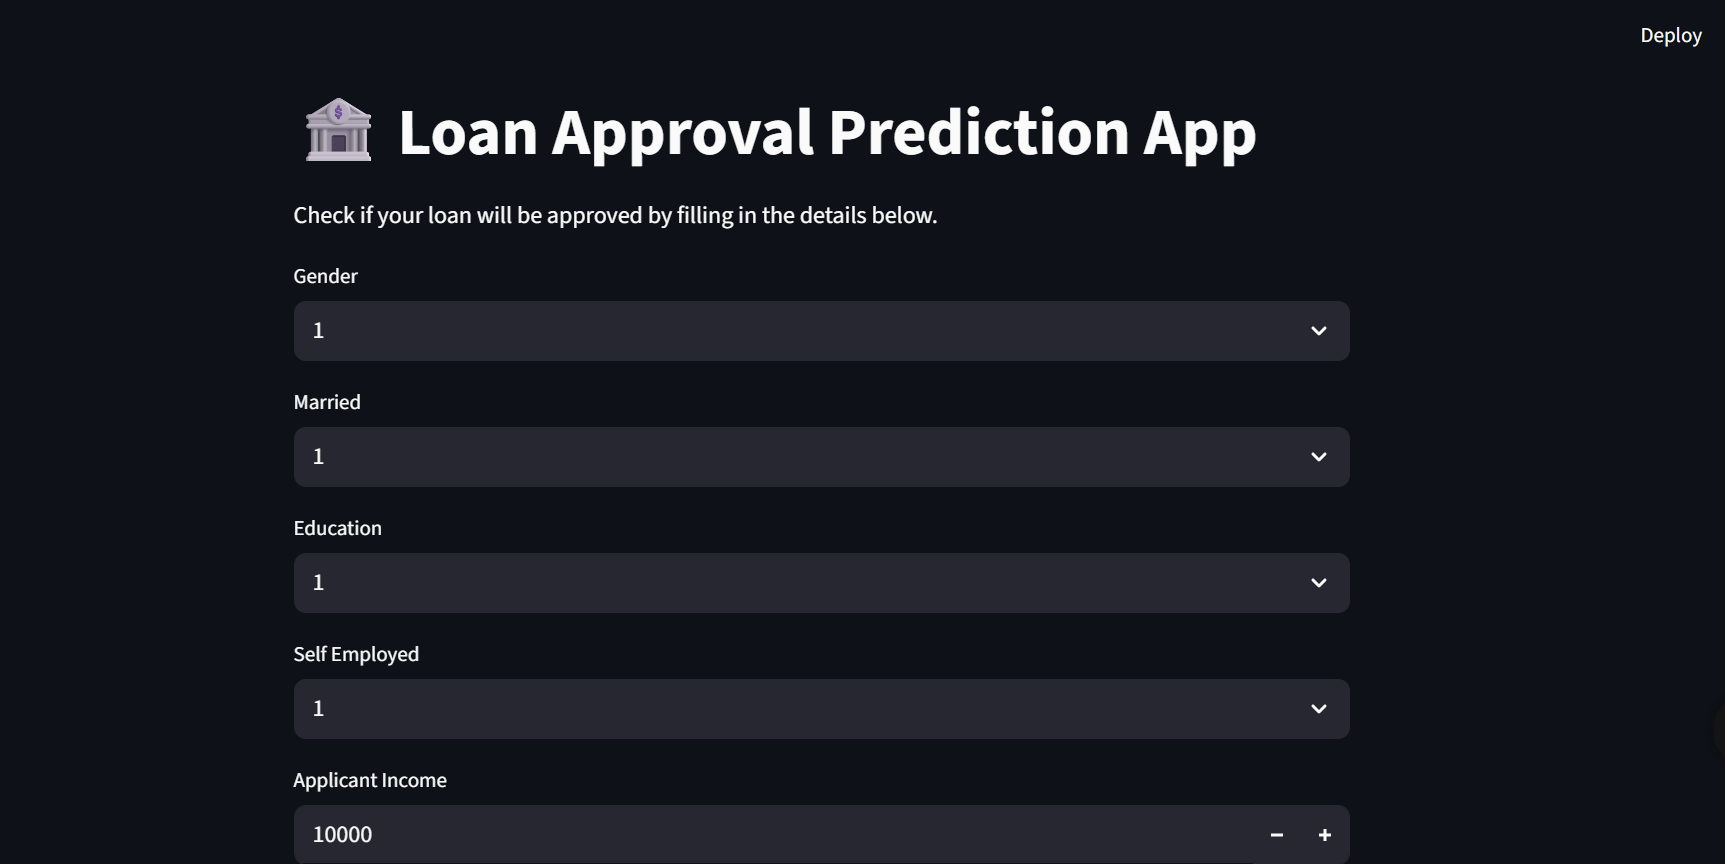 Deploy
Loan Approval Prediction App
Check if your loan will be approved by filling in the details below.
Gender
1
Married
1
Education
1
Self Employed
1
Applicant Income
10000